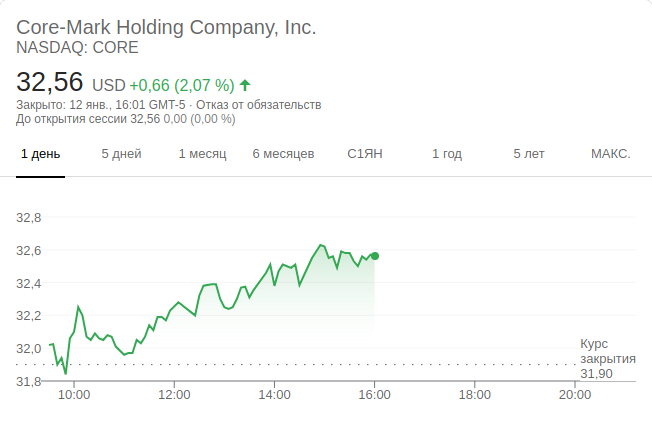 Core-Mark Holding Company, Inc.
NASDAQ: CORE
32,56 USD +0,66 (2,07 %)
Закрыто: 12 янв., 16:01 GMT-5 · Отказ от обязательств
До открытия сессии 32,56 0,00 (0,00 %)
1 день 5 дней 1 месяц 6 месяцев С1ЯН 1 год 5 лет МАКС.
32,8
32,6
32,4
32,2
32,0
31,8
Курс
закрытия
31,90
10:00 12:00 14:00 16:00 18:00 20:00